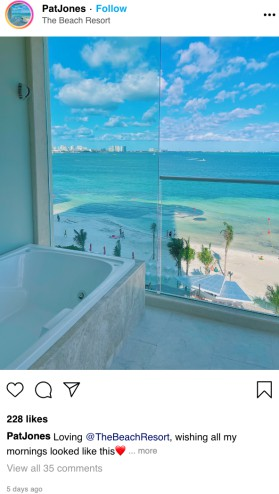 PatJones • Follow
The Beach Resort
228 likes
PatJones Loving @TheBeachResort, wishing all my
mornings looked like this❤️ ... more
View all 35 comments
5 days ago